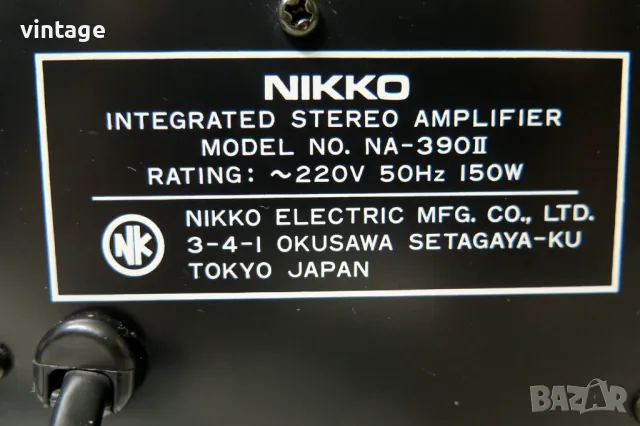 vintage
NIKKO
INTEGRATED STEREO AMPLIFIER
MODEL NO. NA-390II
RATING: ~220V 50Hz 150W
NK
NIKKO ELECTRIC MFG. CO., LTD.
3-4-1 OKUSAWA SETAGAYA-KU
TOKYO JAPAN
BAZAR